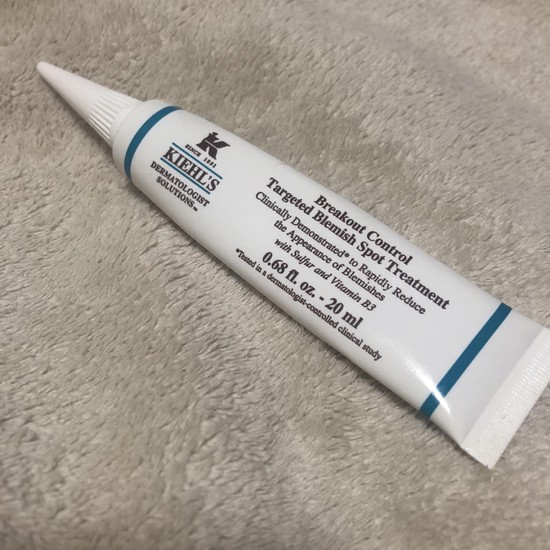 K
SINCE 1851
KIEHL'S
DERMATOLOGIST
SOLUTIONS™
Breakout Control
Targeted Blemish Spot Treatment
Clinically Demonstrated* to Rapidly Reduce
the Appearance of Blemishes
with Sulfur and Vitamin B3
0.68 fl. oz. - 20 ml
*Tested in a dermatologist-controlled clinical study